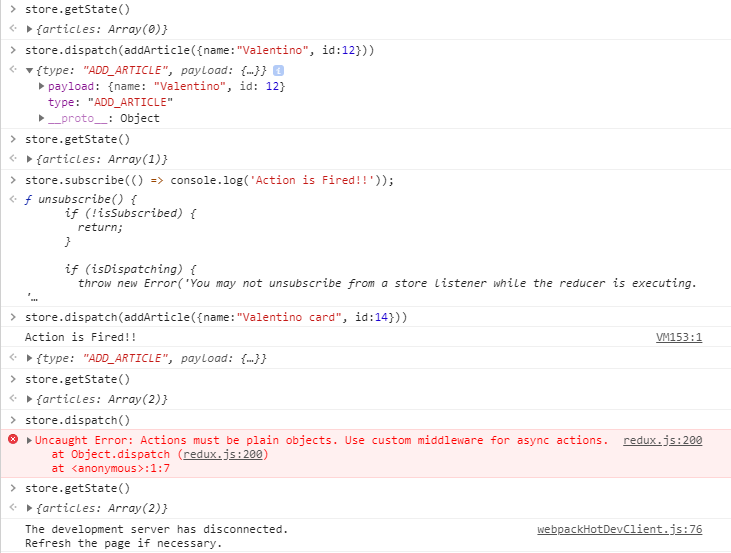 store.getState()
{articles: Array(0)}
store.dispatch(addArticle({name:"Valentino", id:12}))
{type: "ADD_ARTICLE", payload: {…}}
payload: {name: "Valentino", id: 12}
type: "ADD_ARTICLE"
__proto__: Object
store.getState()
{articles: Array(1)}
store.subscribe(() => console.log('Action is Fired!!'));
ƒ unsubscribe() {
if (!isSubscribed) {
return;
}
if (isDispatching) {
throw new Error('You may not unsubscribe from a store listener while the reducer is executing.
'…
store.dispatch(addArticle({name:"Valentino card", id:14}))
Action is Fired!! VM153:1
{type: "ADD_ARTICLE", payload: {…}}
store.getState()
{articles: Array(2)}
store.dispatch()
Uncaught Error: Actions must be plain objects. Use custom middleware for async actions. redux.js:200
at Object.dispatch (redux.js:200)
at <anonymous>:1:7
store.getState()
{articles: Array(2)}
The development server has disconnected. webpackHotDevClient.js:76
Refresh the page if necessary.